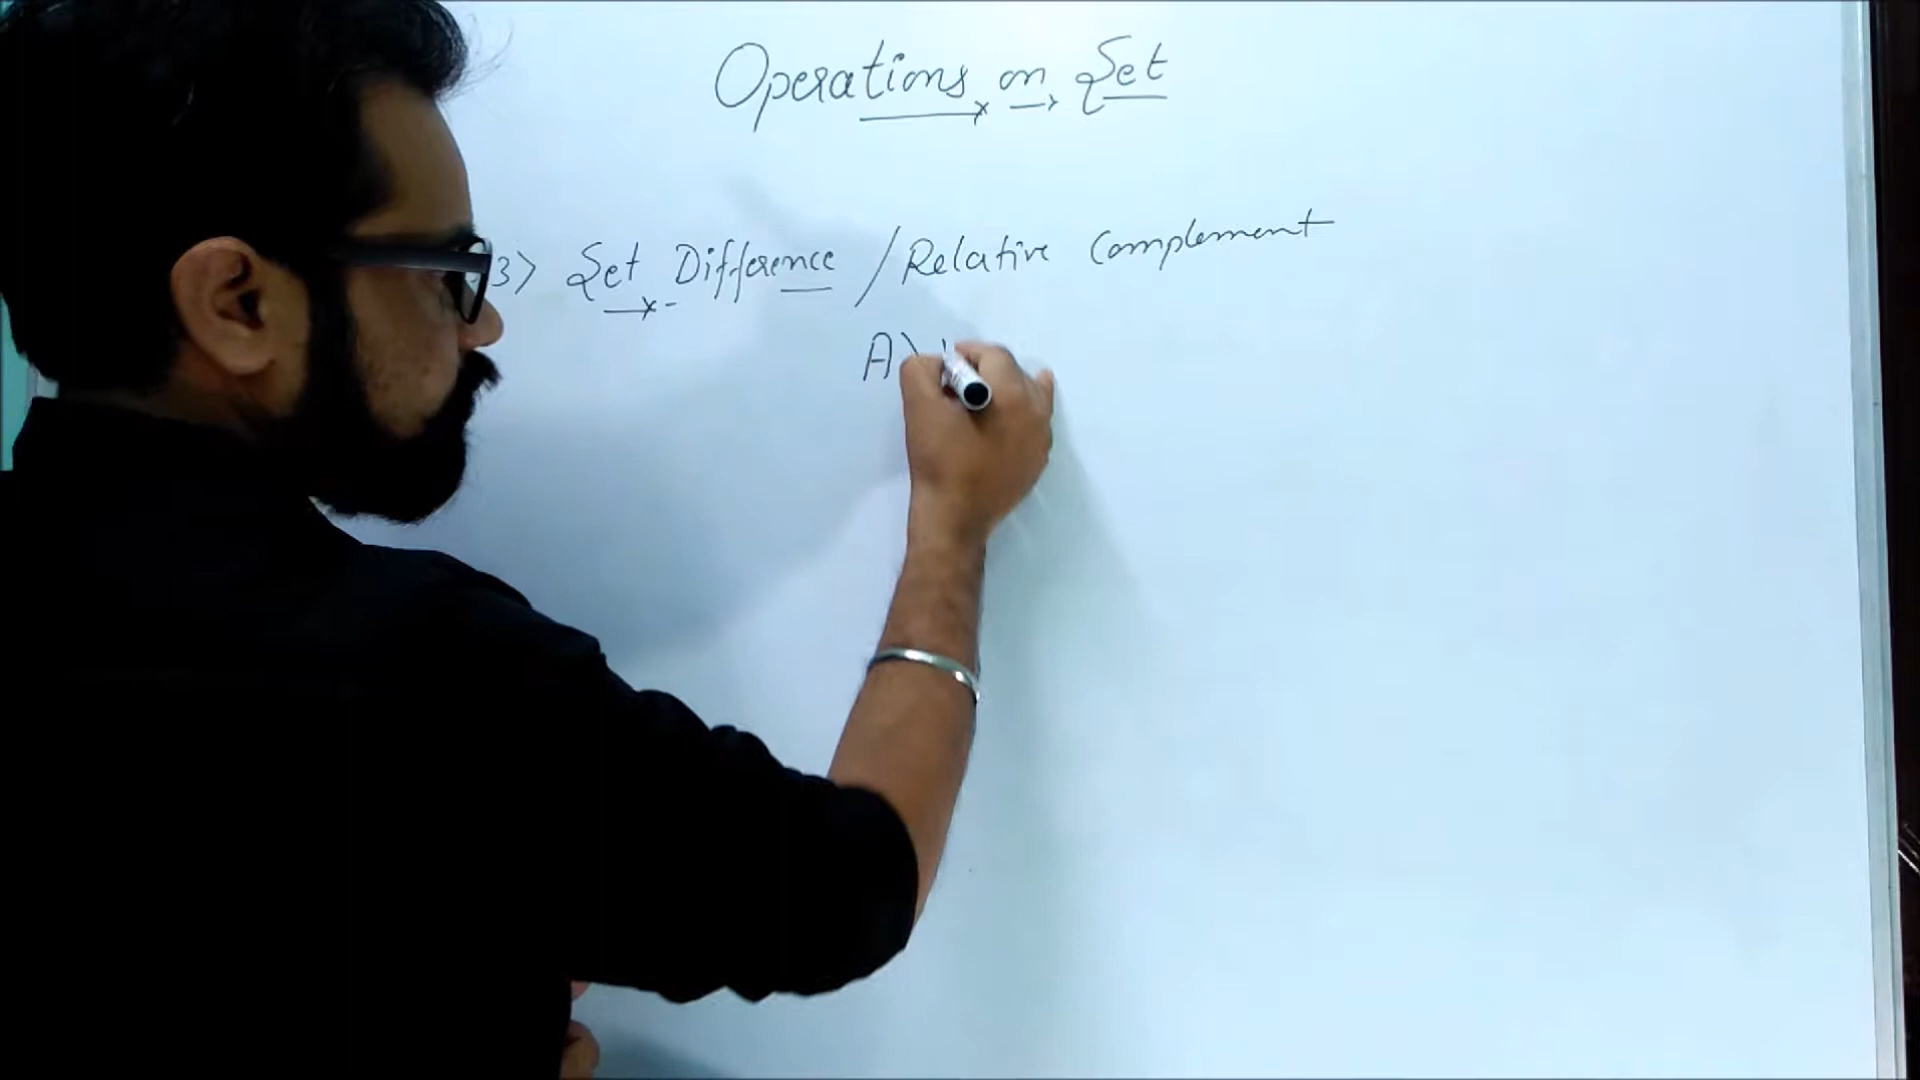 Operations on Set
3> Set Difference / Relative Complement
A \